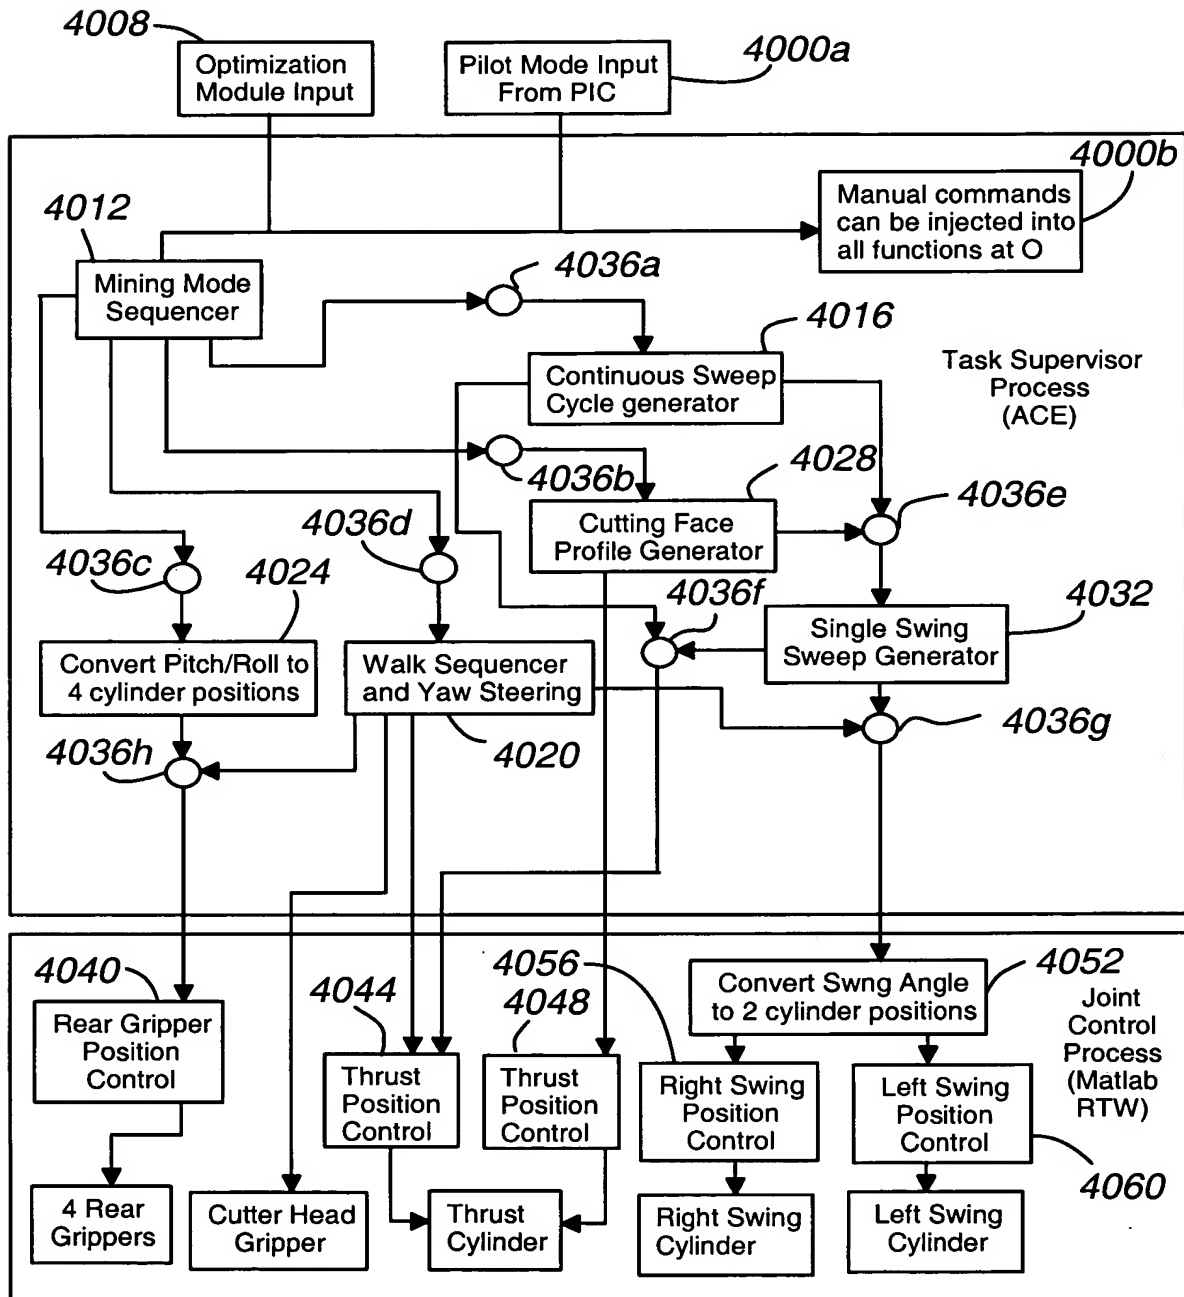 4008
Optimization
Module Input
Pilot Mode Input
From PIC
4000a
4000b
Manual commands
can be injected into
all functions at O
4012
Mining Mode
Sequencer
4036a
4016
Continuous Sweep
Cycle generator
Task Supervisor
Process
(ACE)
4036b
4028
Cutting Face
Profile Generator
4036e
4036d
4036c
4024
4036f
4032
Convert Pitch/Roll to
4 cylinder positions
Walk Sequencer
and Yaw Steering
Single Swing
Sweep Generator
4036h
4020
4036g
4040
Rear Gripper
Position
Control
4044
Thrust
Position
Control
4048
Thrust
Position
Control
4056
Right Swing
Position
Control
Convert Swng Angle
to 2 cylinder positions
4052
Joint
Control
Process
(Matlab
RTW)
Left Swing
Position
Control
4060
4 Rear
Grippers
Cutter Head
Gripper
Thrust
Cylinder
Right Swing
Cylinder
Left Swing
Cylinder